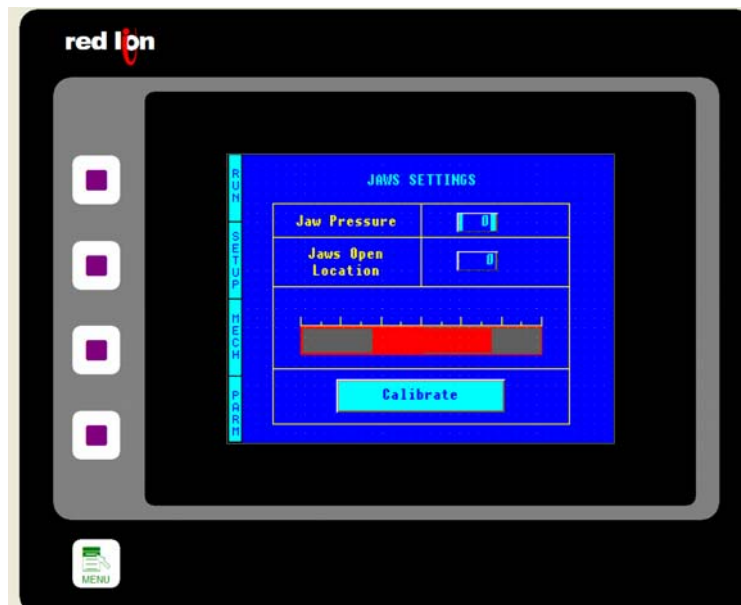 red lion
JAWS SETTINGS
RUN
SETUP
MECH
PARM
Jaw Pressure
0
Jaws Open
Location
0
Calibrate
MENU